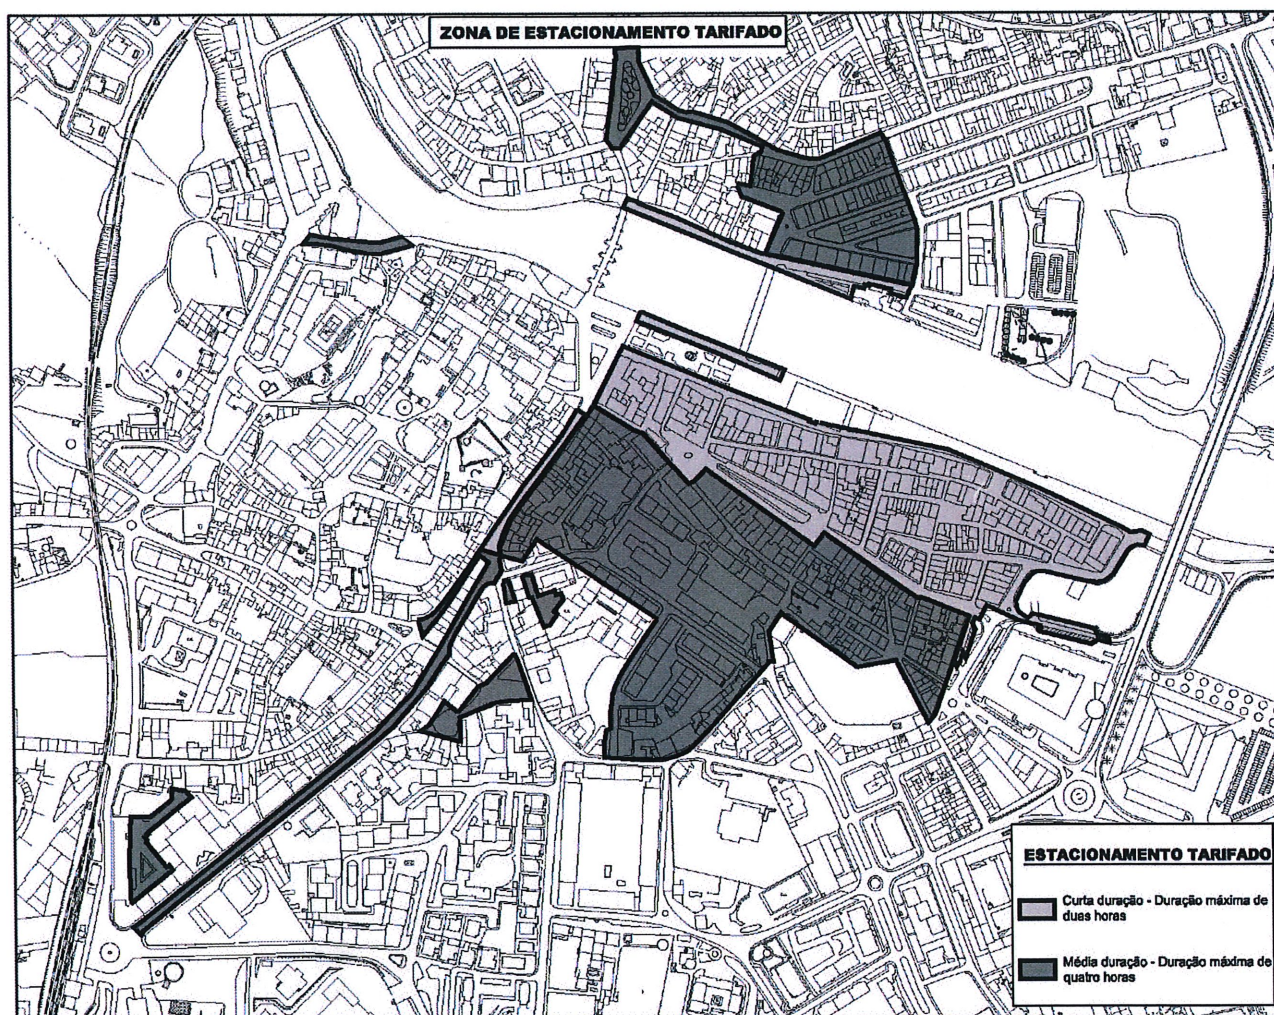 ZONA DE ESTACIONAMENTO TARIFADO
ESTACIONAMENTO TARIFADO
Curta duração - Duração máxima de
duas horas
Média duração - Duração máxima de
quatro horas